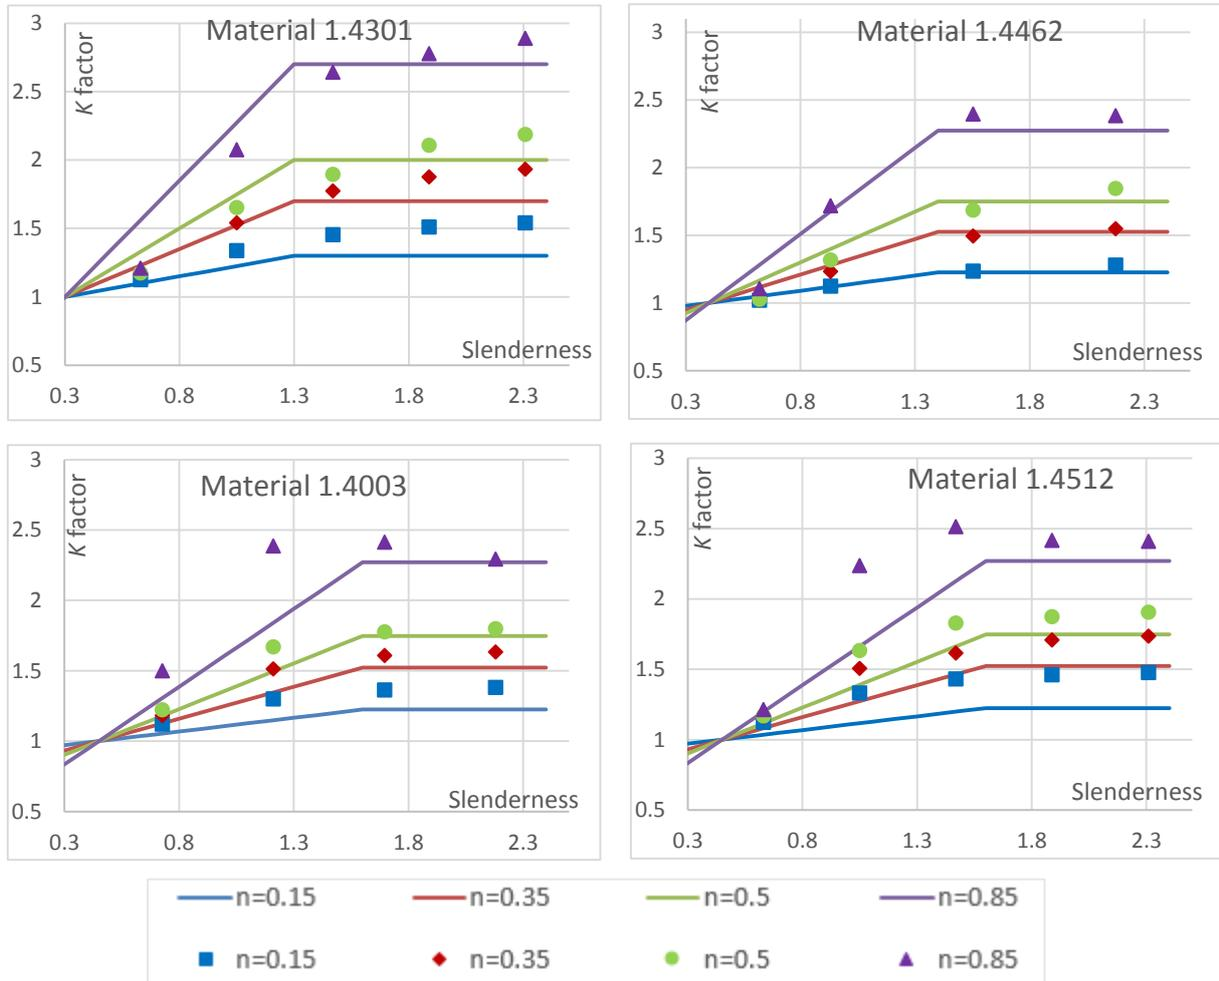 Material 1.4301
K factor
3
2.5
2
1.5
1
0.5
Slenderness
0.3 0.8 1.3 1.8 2.3
Material 1.4462
K factor
3
2.5
2
1.5
1
0.5
Slenderness
0.3 0.8 1.3 1.8 2.3
Material 1.4003
K factor
3
2.5
2
1.5
1
0.5
Slenderness
0.3 0.8 1.3 1.8 2.3
Material 1.4512
K factor
3
2.5
2
1.5
1
0.5
Slenderness
0.3 0.8 1.3 1.8 2.3
n=0.15 n=0.35 n=0.5 n=0.85
n=0.15 n=0.35 n=0.5 n=0.85